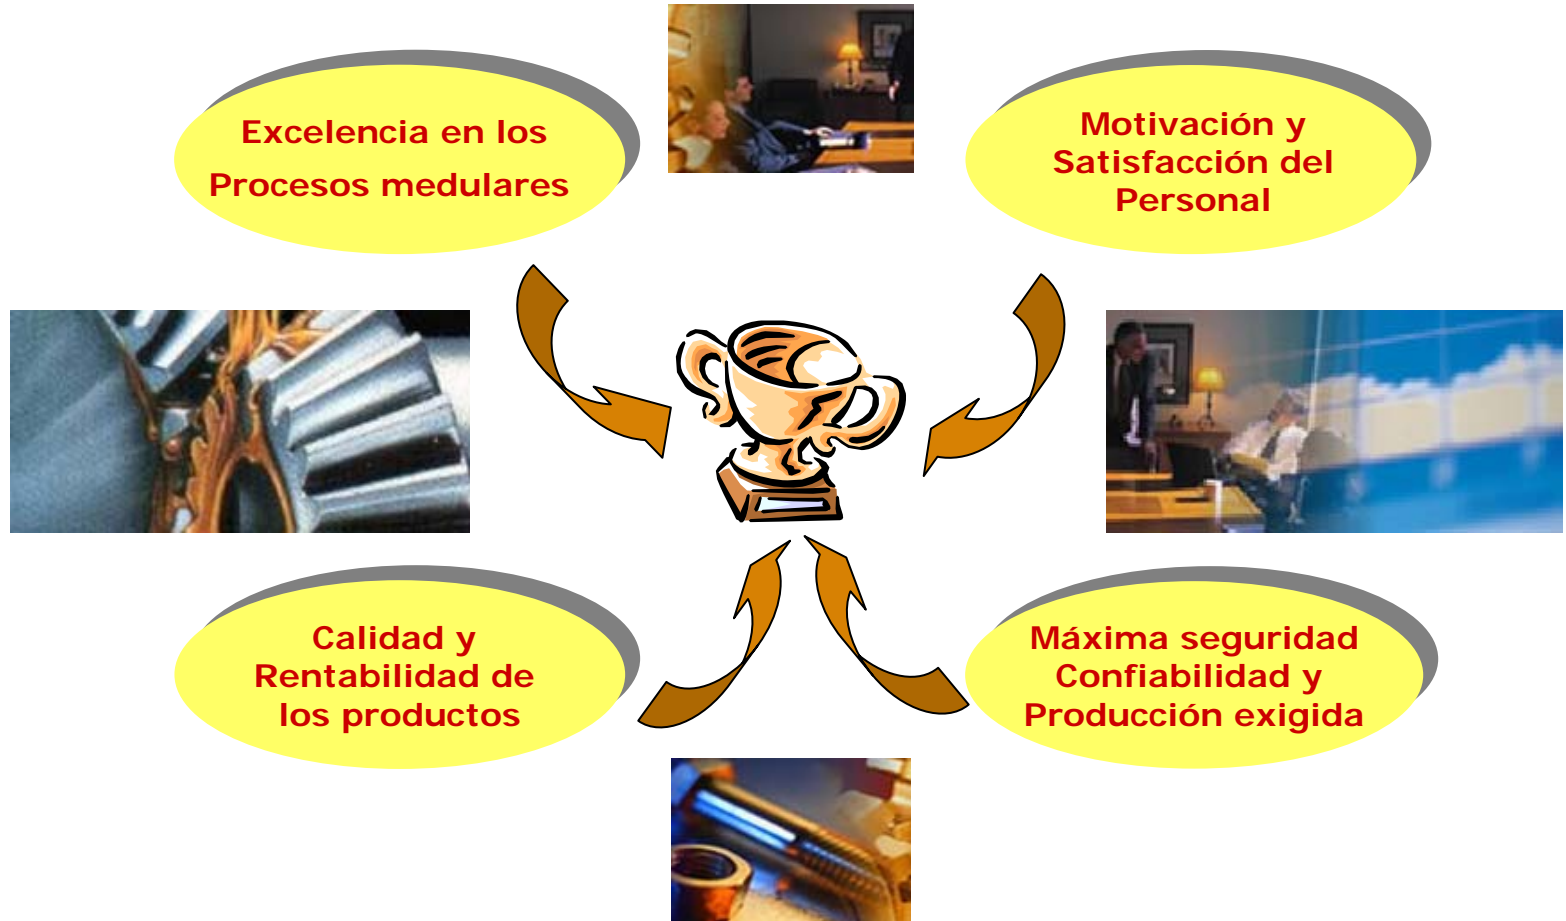 Excelencia en los
Procesos medulares
Motivación y
Satisfacción del
Personal
Calidad y
Rentabilidad de
los productos
Máxima seguridad
Confiabilidad y
Producción exigida